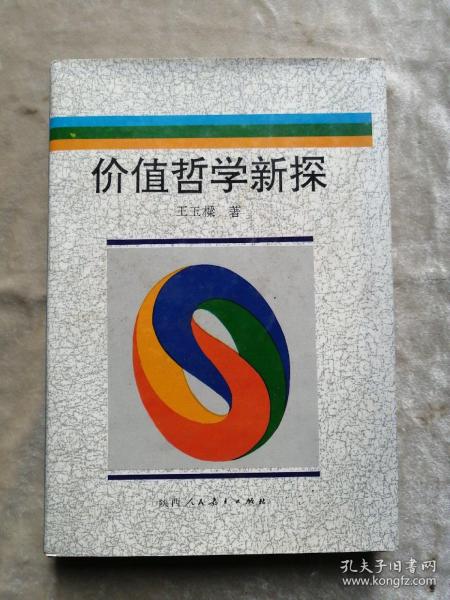 价值哲学新探
王玉樑 著
陕西人民教育出版社
孔夫子旧书网
www.kongfz.com